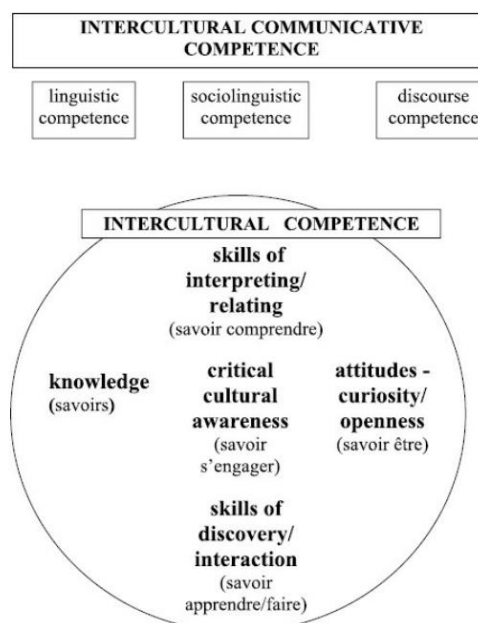 INTERCULTURAL COMMUNICATIVE
COMPETENCE
linguistic
competence
sociolinguistic
competence
discourse
competence
INTERCULTURAL COMPETENCE
skills of
interpreting/
relating
(savoir comprendre)
knowledge
(savoirs)
critical
cultural
awareness
(savoir
s'engager)
attitudes -
curiosity/
openness
(savoir être)
skills of
discovery/
interaction
(savoir
apprendre/faire)